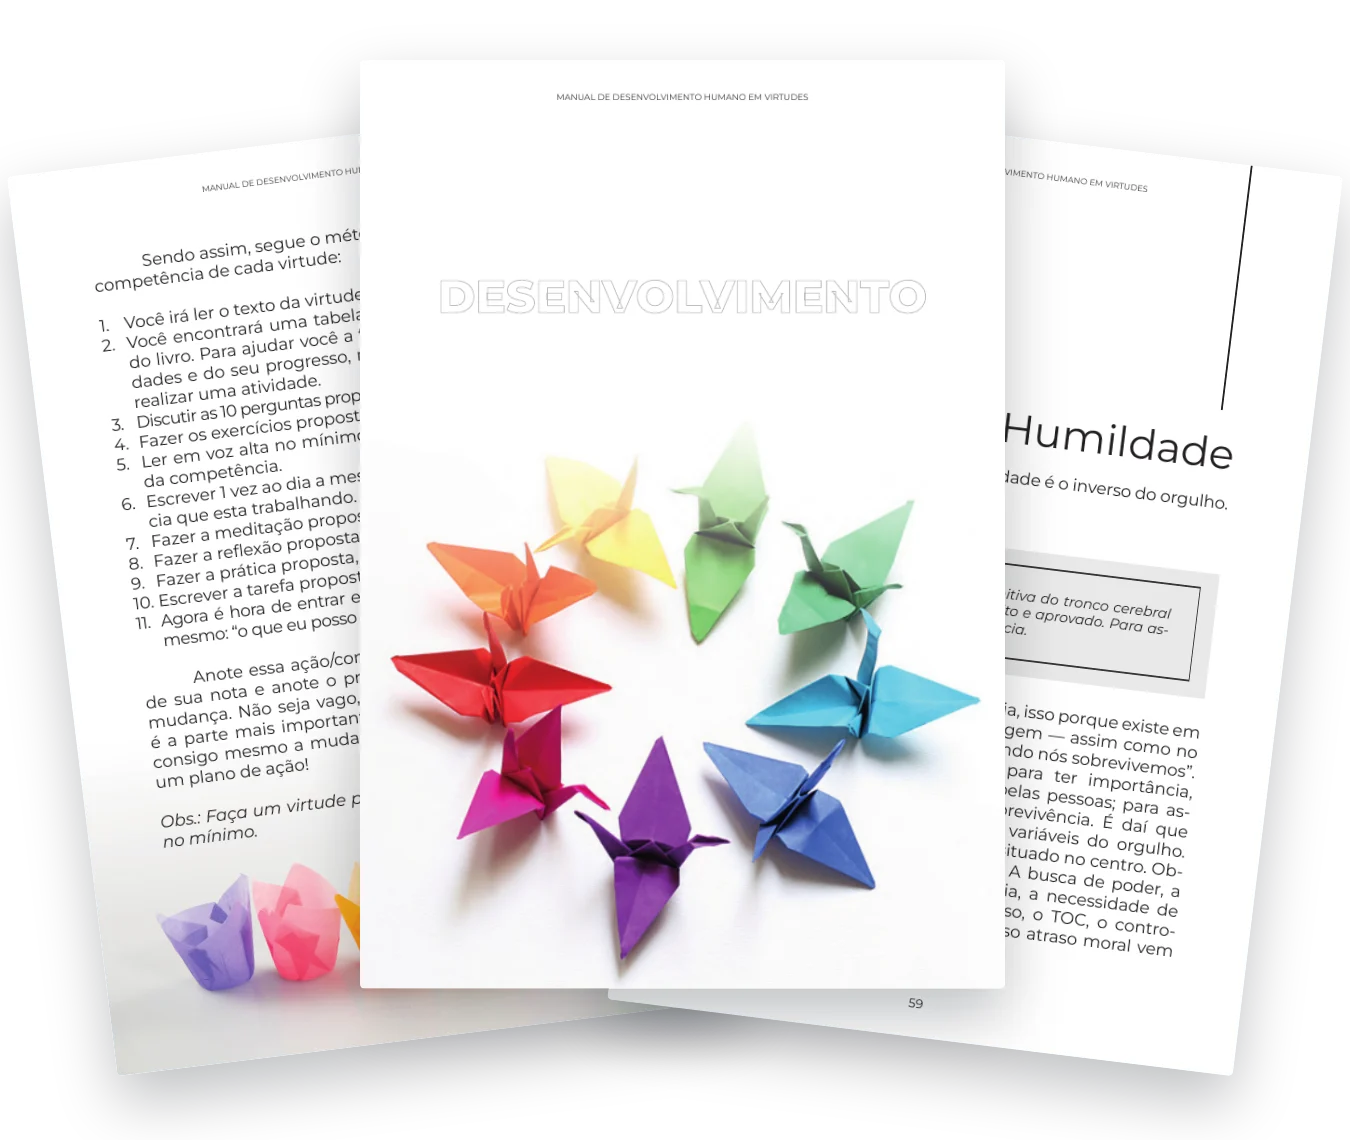 MANUAL DE DESENVOLVIMENTO HUM
Sendo assim, segue o mét
competência de cada virtude:
1. Você irá ler o texto da virtude
2. Você encontrará uma tabela
do livro. Para ajudar você a “
dades e do seu progresso,
realizar uma atividade.
3. Discutir as 10 perguntas prop
4. Fazer os exercícios propost
5. Ler em voz alta no mínimo
da competência.
6. Escrever 1 vez ao dia a mes
cia que esta trabalhando.
7. Fazer a meditação propos
8. Fazer a reflexão proposta
9. Fazer a prática proposta,
10. Escrever a tarefa propost
11. Agora é hora de entrar e
mesmo: “o que eu posso
Anote essa ação/con
de sua nota e anote o pr
mudança. Não seja vago,
é a parte mais important
consigo mesmo a muda
um plano de ação!
Obs.: Faça um virtude p
no mínimo.
MANUAL DE DESENVOLVIMENTO HUMANO EM VIRTUDES
DESENVOLVIMENTO
VIMENTO HUMANO EM VIRTUDES
Humildade
dade é o inverso do orgulho.
itiva do tronco cerebral
to e aprovado. Para as-
cia.
ia, isso porque existe em
gem — assim como no
ndo nós sobrevivemos”.
para ter importância,
pelas pessoas; para as-
brevivência. É daí que
variáveis do orgulho.
situado no centro. Ob-
A busca de poder, a
ia, a necessidade de
so, o TOC, o contro-
so atraso moral vem
59